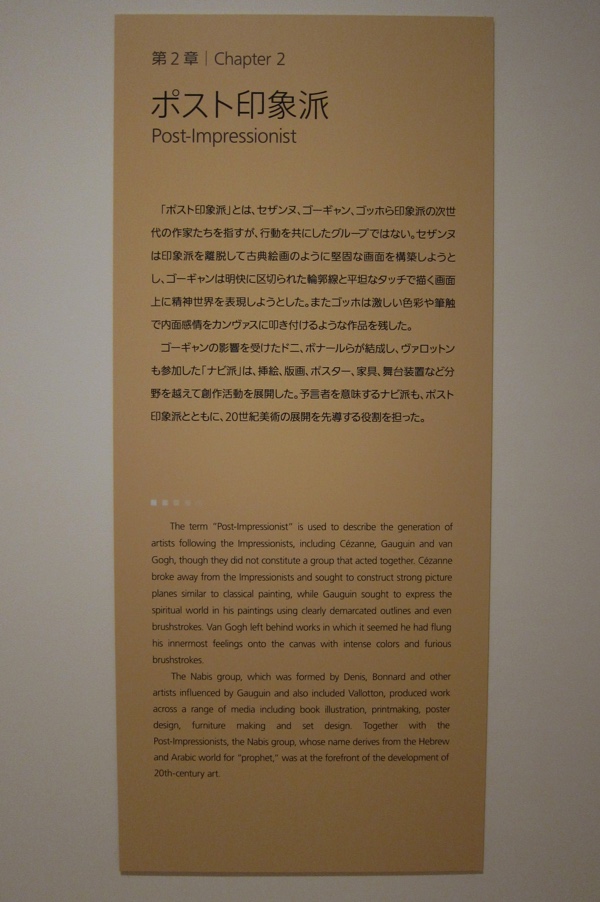 第2章｜Chapter 2
ポスト印象派
Post-Impressionist
「ポスト印象派」とは、セザンヌ、ゴーギャン、ゴッホら印象派の次世
代の作家たちを指すが、行動を共にしたグループではない。セザンヌ
は印象派を離脱して古典絵画のように堅固な画面を構築しようと
し、ゴーギャンは明快に区切られた輪郭線と平坦なタッチで描く画面
上に精神世界を表現しようとした。またゴッホは激しい色彩や筆触
で内面感情をカンヴァスに叩き付けるような作品を残した。
ゴーギャンの影響を受けたドニ、ボナールらが結成し、ヴァロットン
も参加した「ナビ派」は、挿絵、版画、ポスター、家具、舞台装置など分
野を越えて創作活動を展開した。予言者を意味するナビ派も、ポスト
印象派とともに、20世紀美術の展開を先導する役割を担った。
The term "Post-Impressionist" is used to describe the generation of
artists following the Impressionists, including Cézanne, Gauguin and van
Gogh, though they did not constitute a group that acted together. Cézanne
broke away from the Impressionists and sought to construct strong picture
planes similar to classical painting, while Gauguin sought to express the
spiritual world in his paintings using clearly demarcated outlines and even
brushstrokes. Van Gogh left behind works in which it seemed he had flung
his innermost feelings onto the canvas with intense colors and furious
brushstrokes.
The Nabis group, which was formed by Denis, Bonnard and other
artists influenced by Gauguin and also included Vallotton, produced work
across a range of media including book illustration, printmaking, poster
design, furniture making and set design. Together with the
Post-Impressionists, the Nabis group, whose name derives from the Hebrew
and Arabic world for "prophet," was at the forefront of the development of
20th-century art.